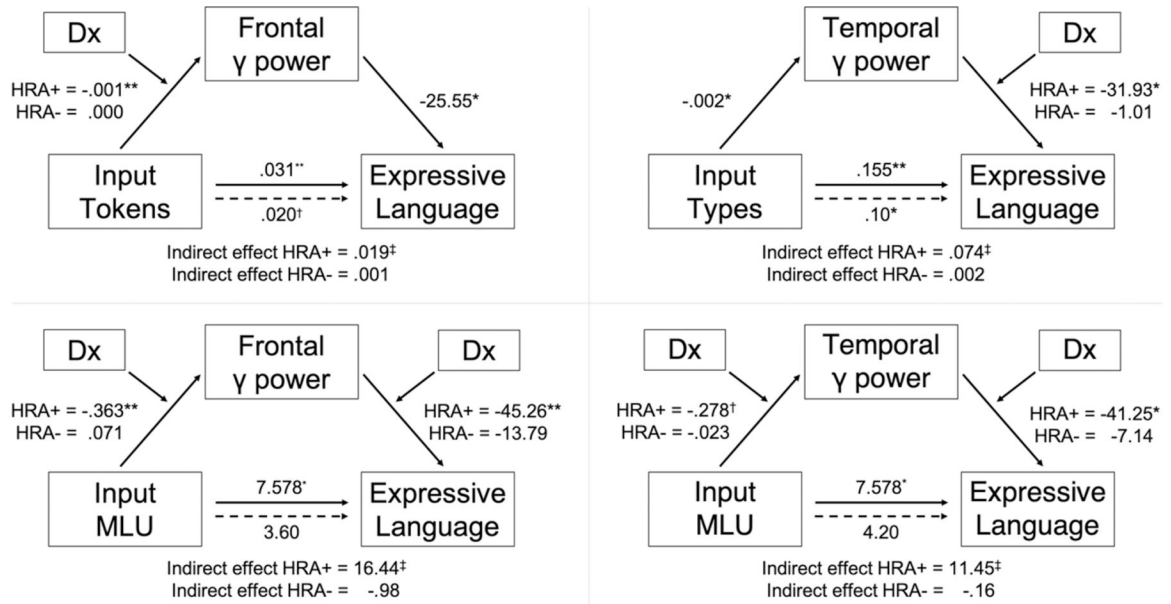 Dx
Frontal
γ power
HRA+ = -.001**
HRA- = .000
-25.55*
Input
Tokens
.031**
.020†
Expressive
Language
Indirect effect HRA+ = .019‡
Indirect effect HRA- = .001
Temporal
γ power
Dx
-.002*
HRA+ = -31.93*
HRA- = -1.01
Input
Types
.155**
.10*
Expressive
Language
Indirect effect HRA+ = .074‡
Indirect effect HRA- = .002
Dx
Frontal
γ power
Dx
HRA+ = -.363**
HRA- = .071
HRA+ = -45.26**
HRA- = -13.79
Input
MLU
7.578*
3.60
Expressive
Language
Indirect effect HRA+ = 16.44‡
Indirect effect HRA- = -.98
Dx
Temporal
γ power
Dx
HRA+ = -.278†
HRA- = -.023
HRA+ = -41.25*
HRA- = -7.14
Input
MLU
7.578*
4.20
Expressive
Language
Indirect effect HRA+ = 11.45‡
Indirect effect HRA- = -.16